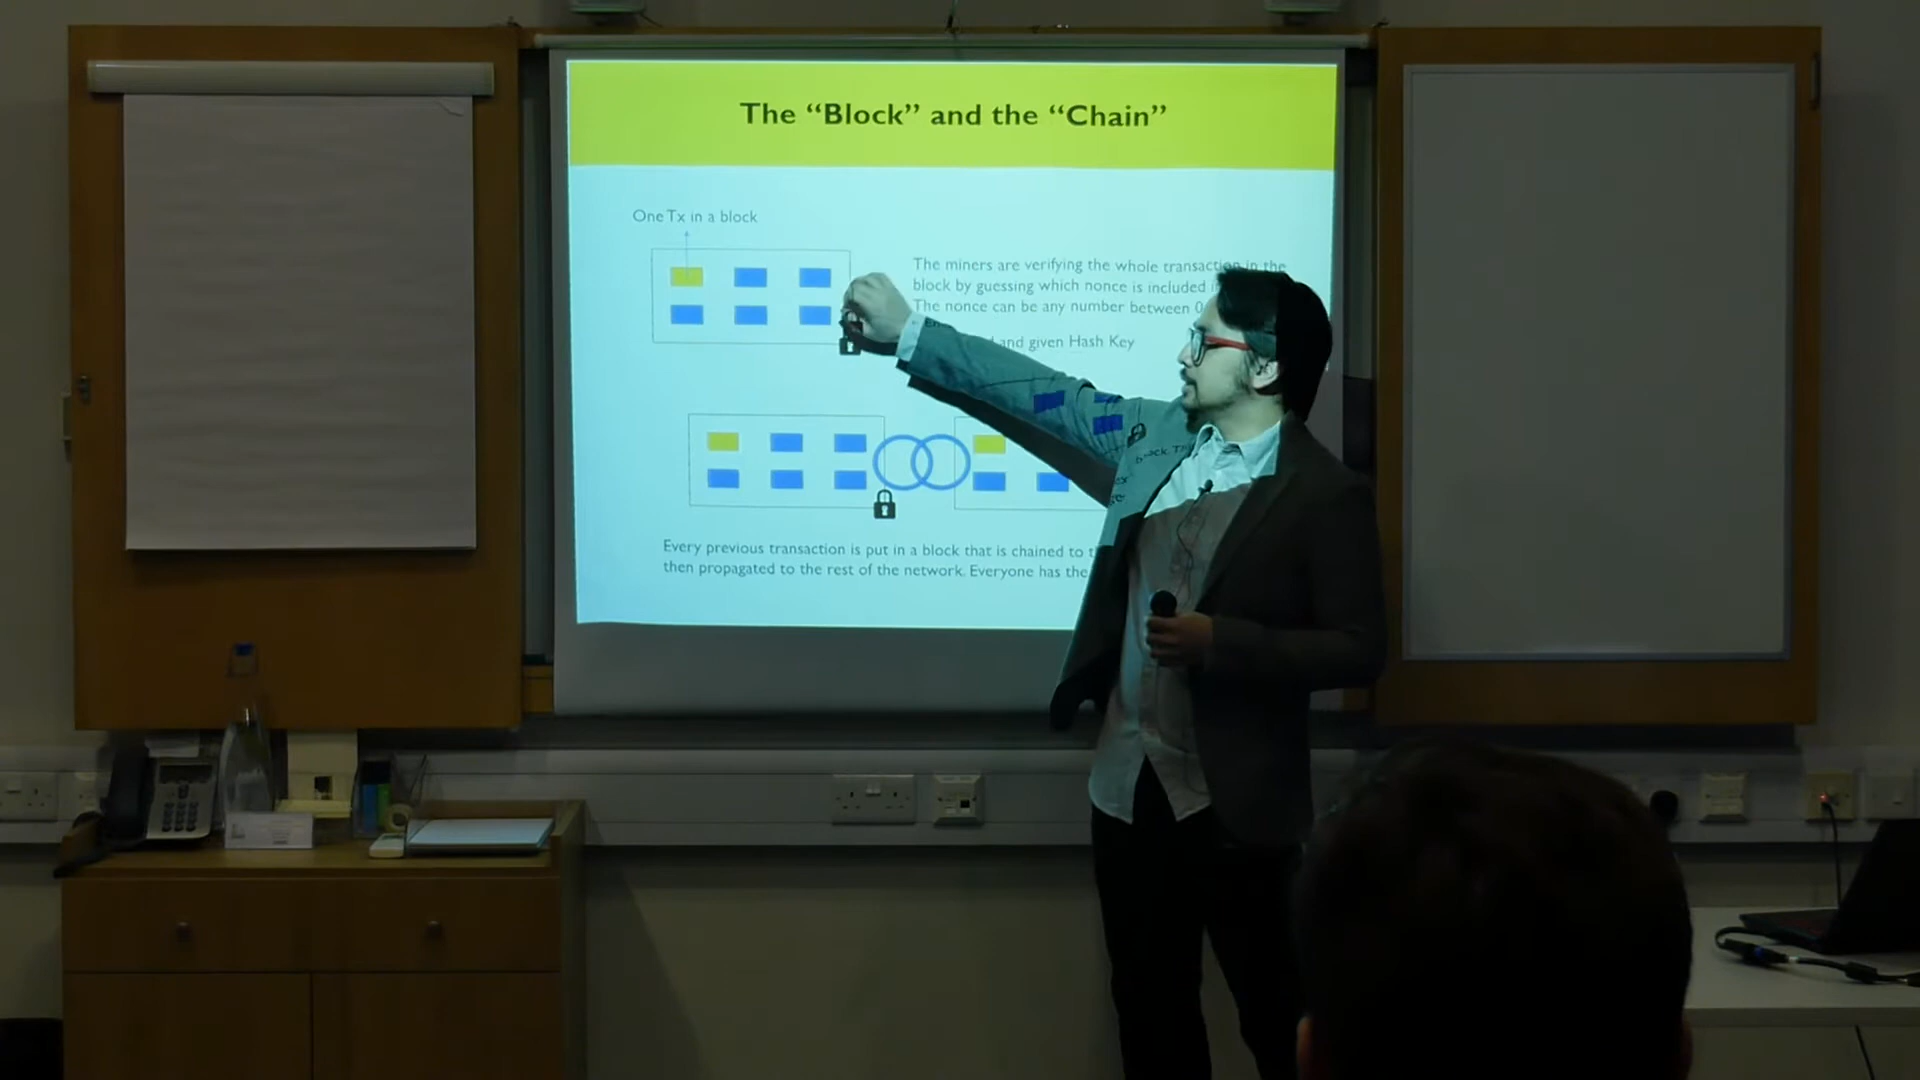 The “Block” and the “Chain”
One Tx in a block
The miners are verifying the whole transaction in the
block by guessing which nonce is included
The nonce can be any number between 0
and given Hash Key
Every previous transaction is put in a block that is chained to
then propagated to the rest of the network. Everyone has the
block.